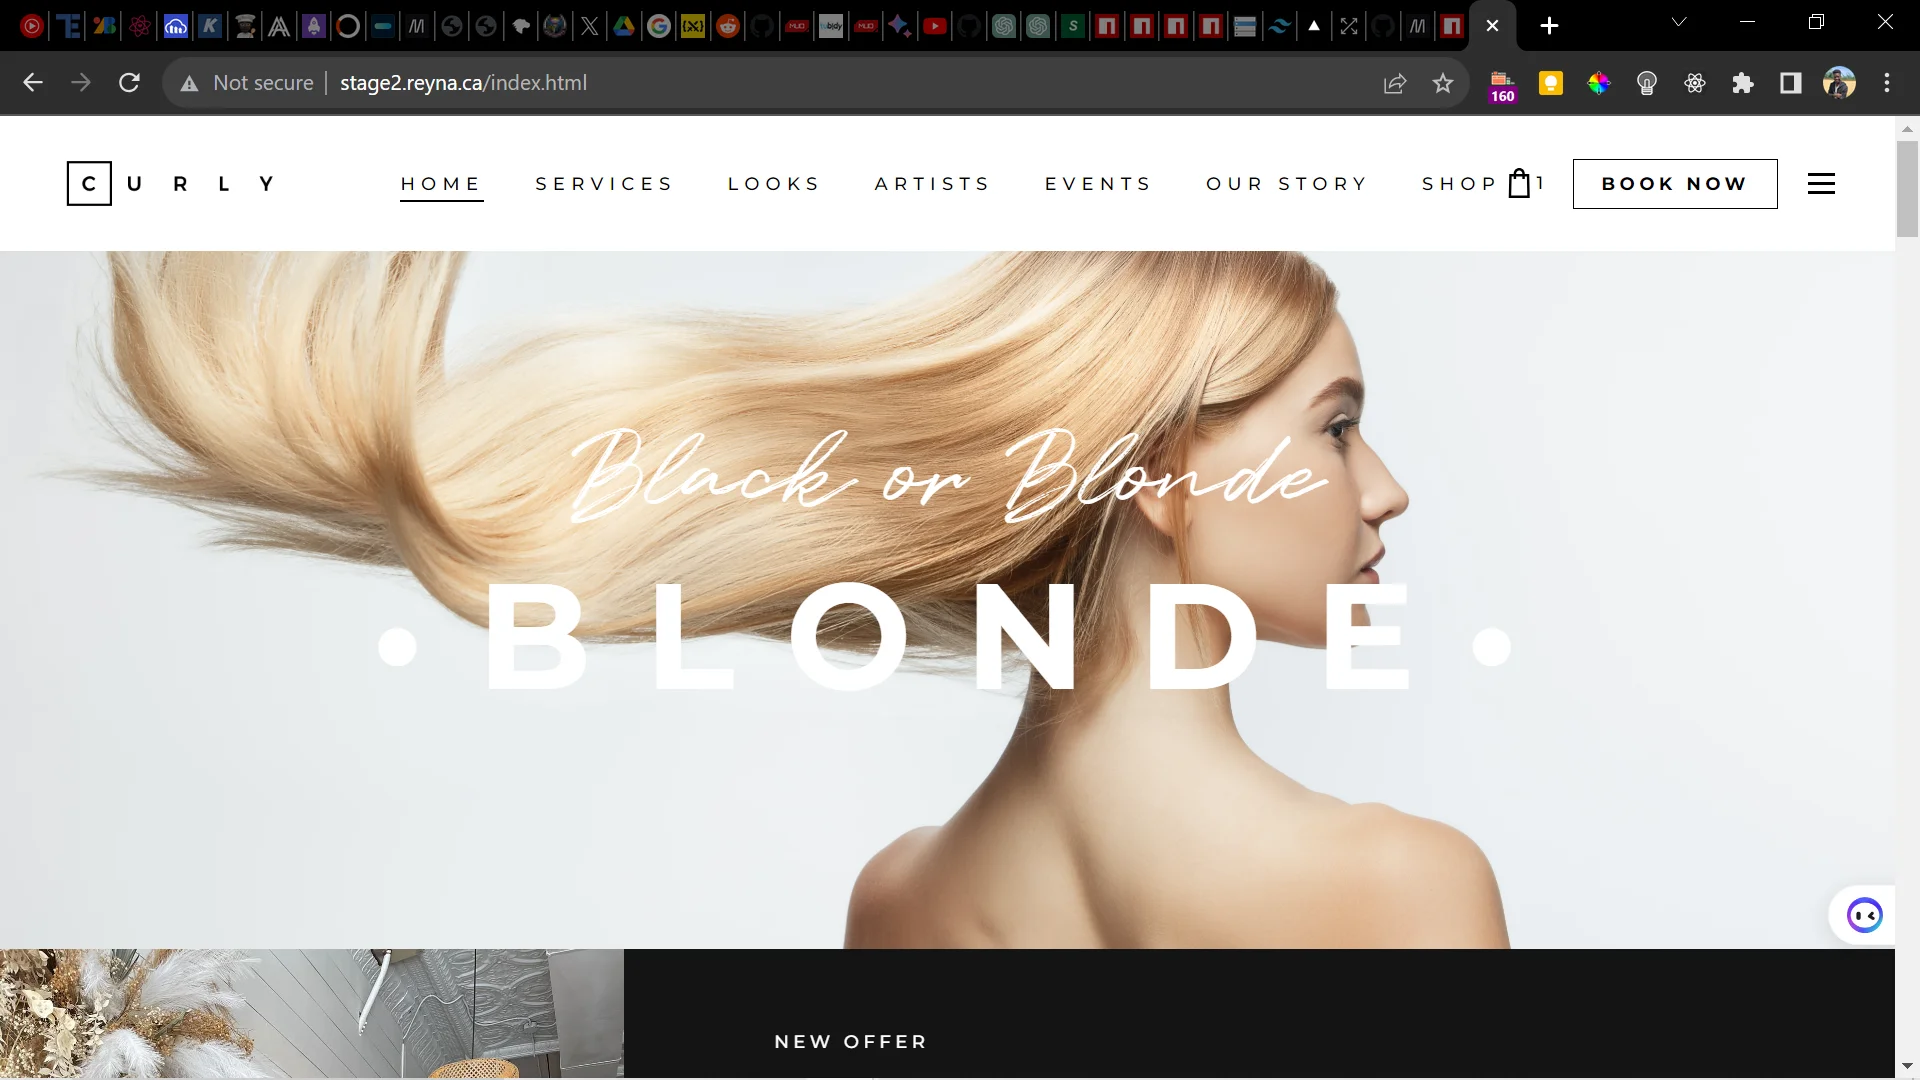 Not secure stage2.reyna.ca/index.html
160
CURLY
HOME SERVICES LOOKS ARTISTS EVENTS OUR STORY SHOP 1 BOOK NOW
Black or Blonde
• BLONDE •
NEW OFFER